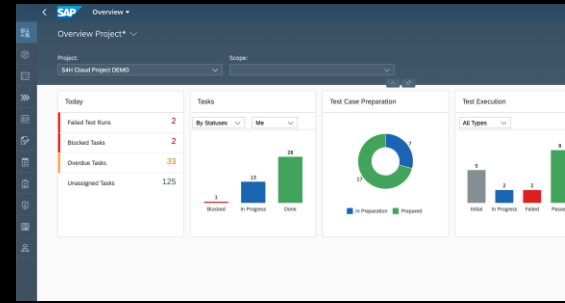 SAP Overview
Overview Project*
Project: Scope:
S4H Cloud Project DEMO
Today
Failed Test Runs 2
Blocked Tasks 2
Overdue Tasks 33
Unassigned Tasks 125
Tasks
By Statuses Me
1 13 28
Blocked In Progress Done
Test Case Preparation
7
17
In Preparation Prepared
Test Execution
All Types
5 2 2 8
Initial In Progress Failed Passe